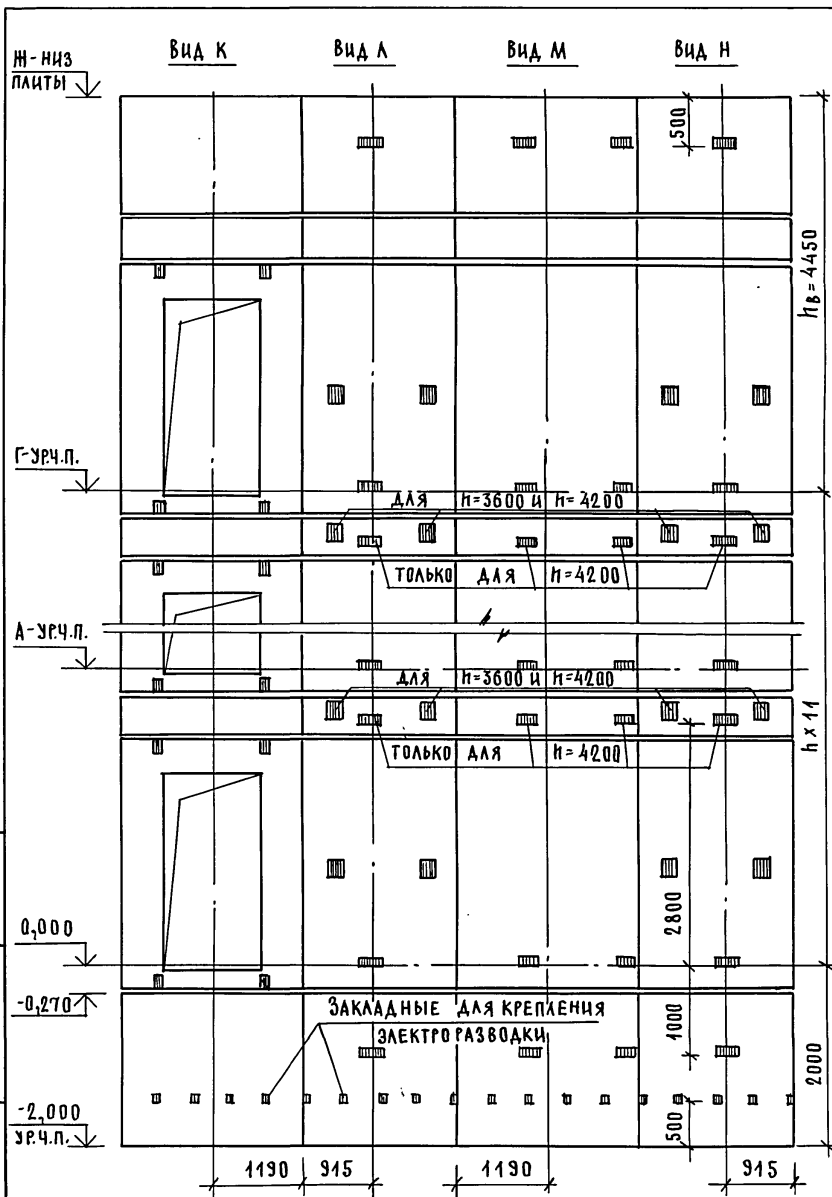 Вид К
Вид Л
Вид М
Вид Н
Ж-низ
плиты
500
hв=4450
Г-ур.ч.п.
для h=3600 и h=4200
только для h=4200
А-ур.ч.п.
для h=3600 и h=4200
только для h=4200
h×11
2800
0,000
-0,270
Закладные для крепления
электроразводки
1000
2000
-2,000
ур.ч.п.
500
1190
915
1190
915